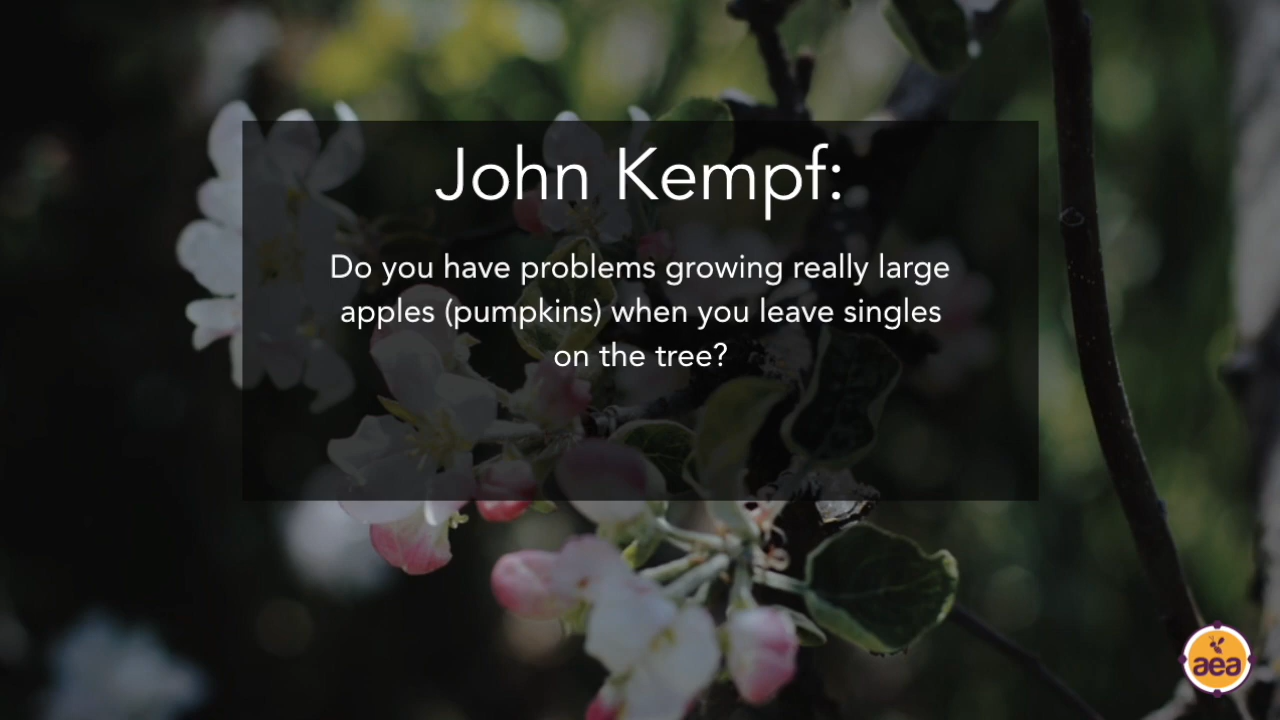 John Kempf:
Do you have problems growing really large
apples (pumpkins) when you leave singles
on the tree?
aea